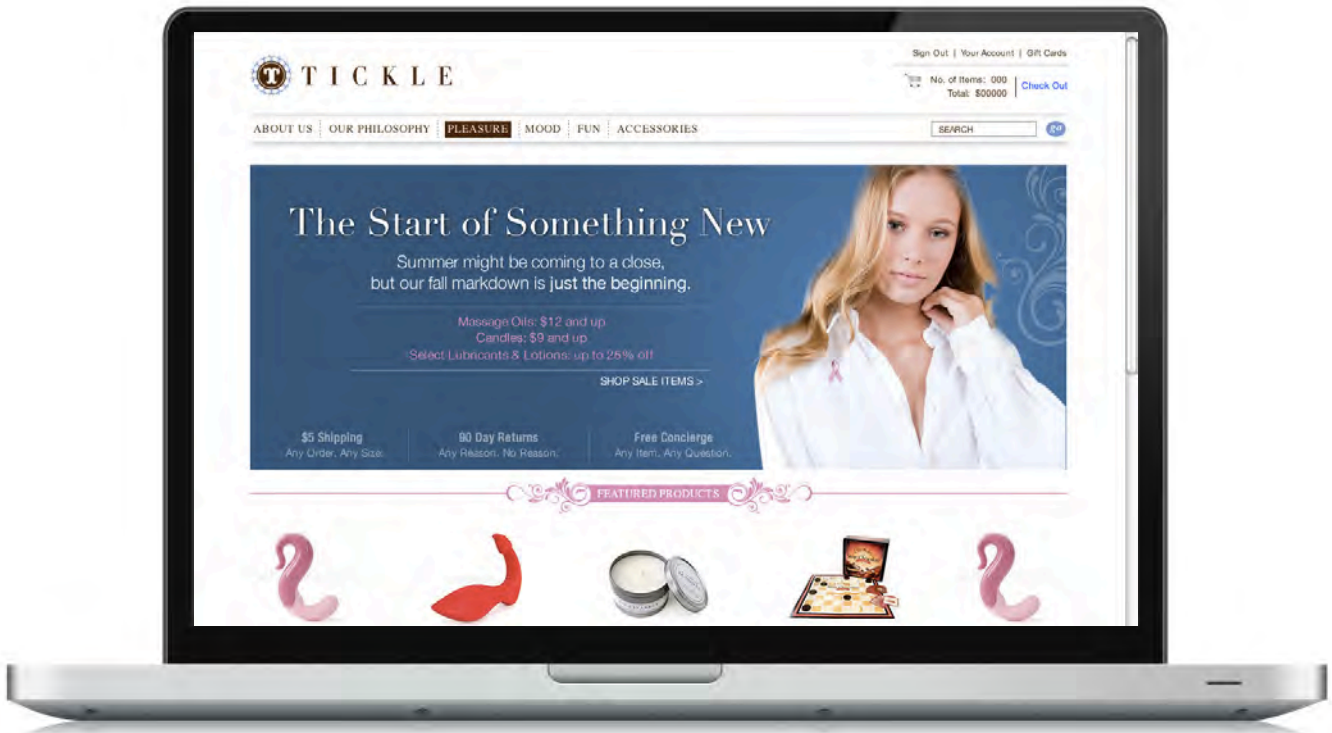 TICKLE
Sign Out | Your Account | Gift Cards
No. of Items: 000
Total: $00000
Check Out
ABOUT US
OUR PHILOSOPHY
PLEASURE
MOOD
FUN
ACCESSORIES
SEARCH
go
The Start of Something New
Summer might be coming to a close,
but our fall markdown is just the beginning.
Massage Oils: $12 and up
Candles: $9 and up
Select Lubricants & Lotions: up to 25% off
SHOP SALE ITEMS >
$5 Shipping
Any Order. Any Size.
90 Day Returns
Any Reason. No Reason.
Free Concierge
Any Item. Any Question.
FEATURED PRODUCTS